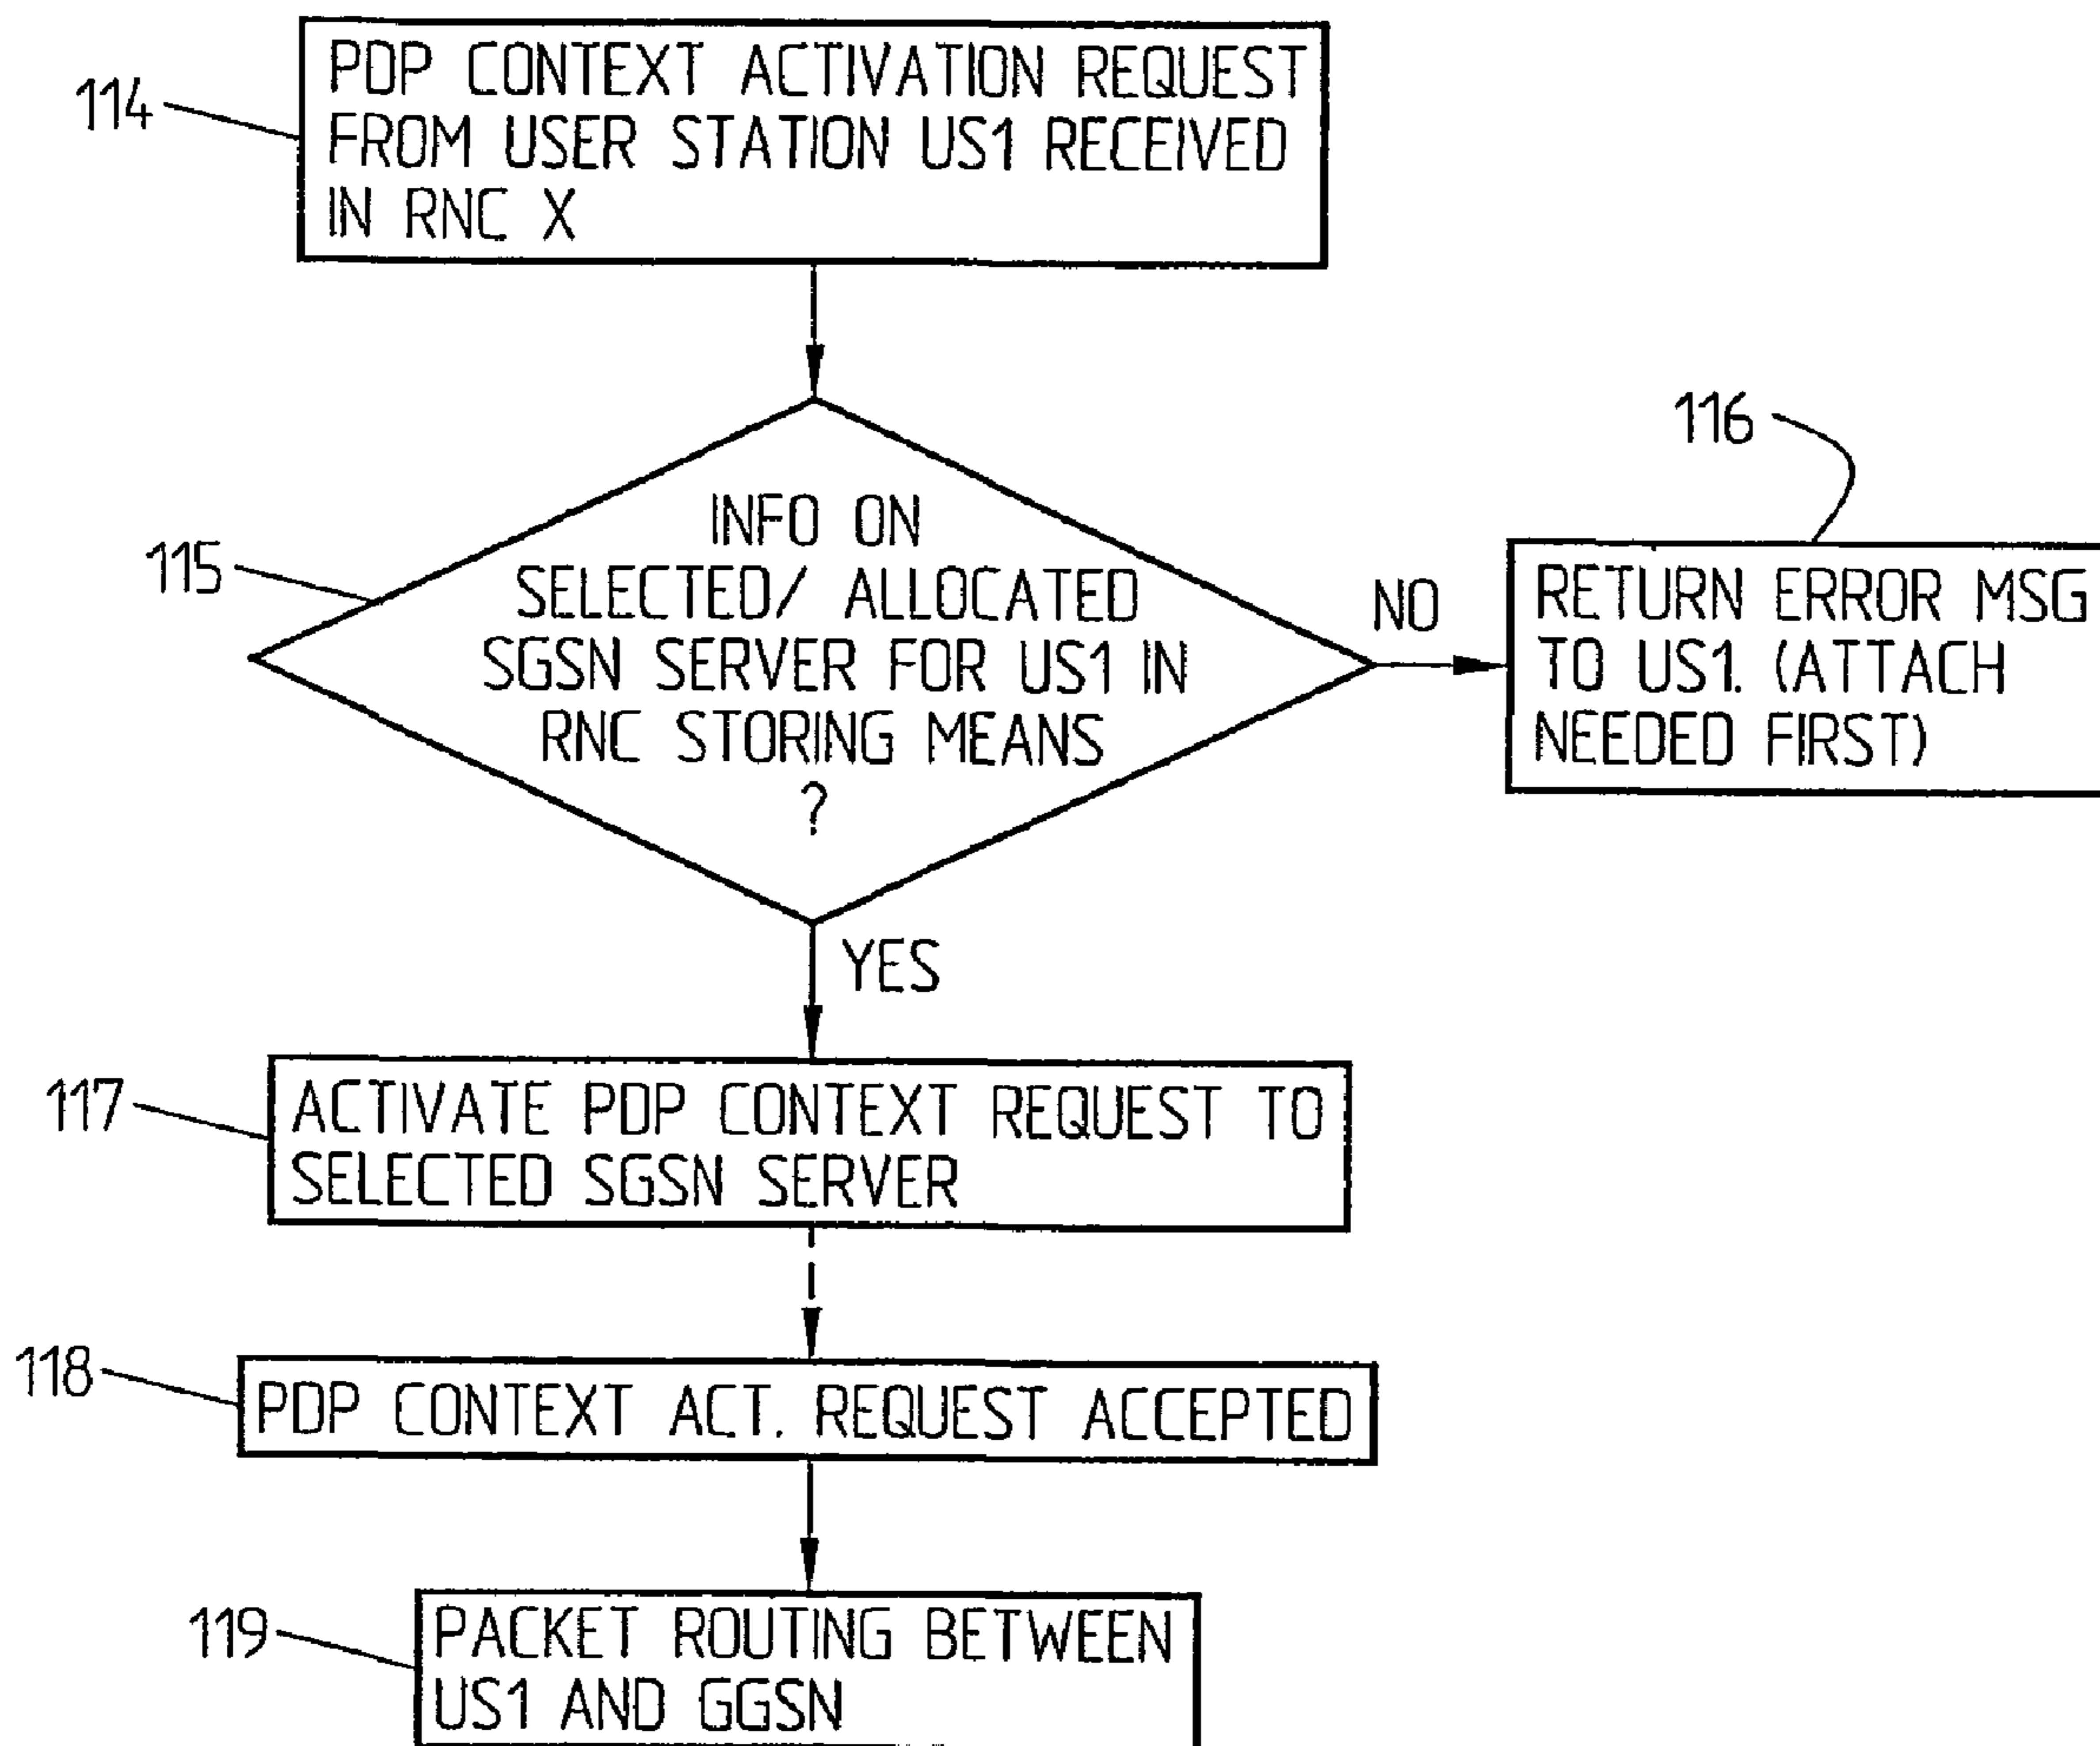 114
PDP CONTEXT ACTIVATION REQUEST
FROM USER STATION US1 RECEIVED
IN RNC X
115
INFO ON
SELECTED/ ALLOCATED
SGSN SERVER FOR US1 IN
RNC STORING MEANS
?
NO
116
RETURN ERROR MSG
TO US1. (ATTACH
NEEDED FIRST)
YES
117
ACTIVATE PDP CONTEXT REQUEST TO
SELECTED SGSN SERVER
118
PDP CONTEXT ACT. REQUEST ACCEPTED
119
PACKET ROUTING BETWEEN
US1 AND GGSN